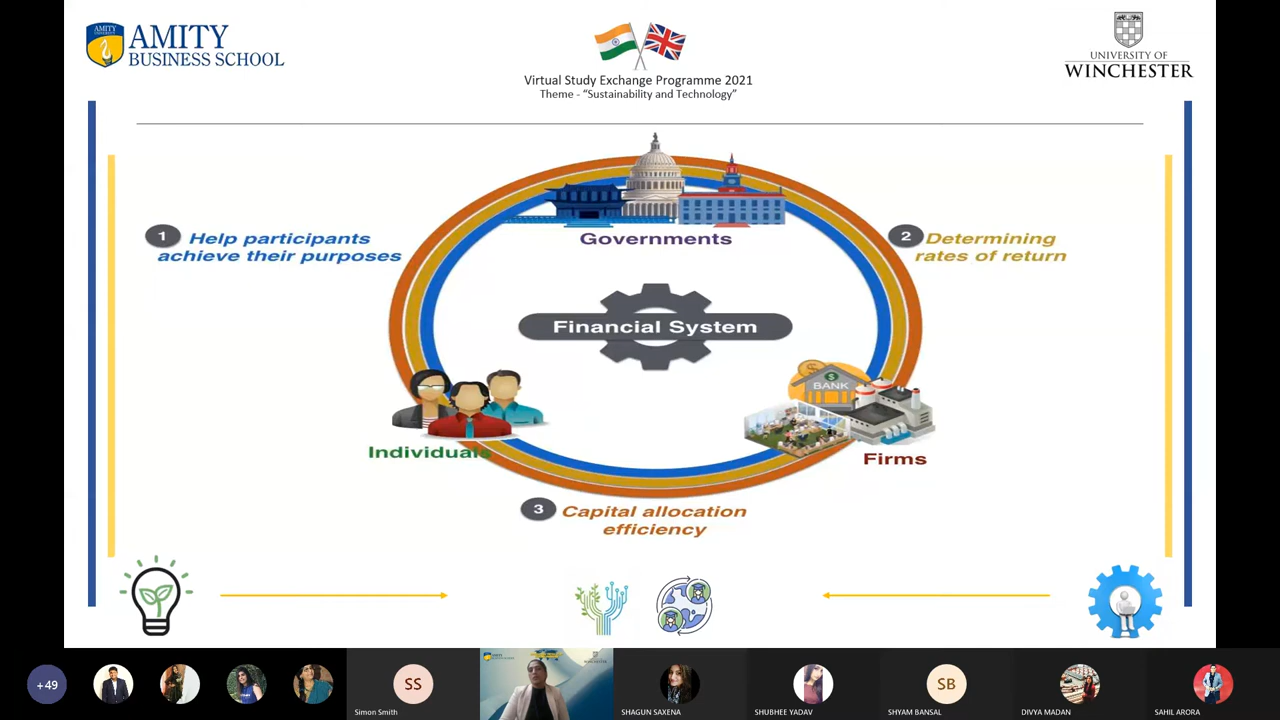 AMITY
BUSINESS SCHOOL
Virtual Study Exchange Programme 2021
Theme - “Sustainability and Technology”
UNIVERSITY OF
WINCHESTER
1
Help participants
achieve their purposes
Governments
2
Determining
rates of return
Financial System
BANK
Individuals
Firms
3
Capital allocation
efficiency
+49
SS
Simon Smith
AMITY
WINCHESTER
SHAGUN SAXENA
SHUBHEE YADAV
SB
SHYAM BANSAL
DIVYA MADAN
SAHIL ARORA